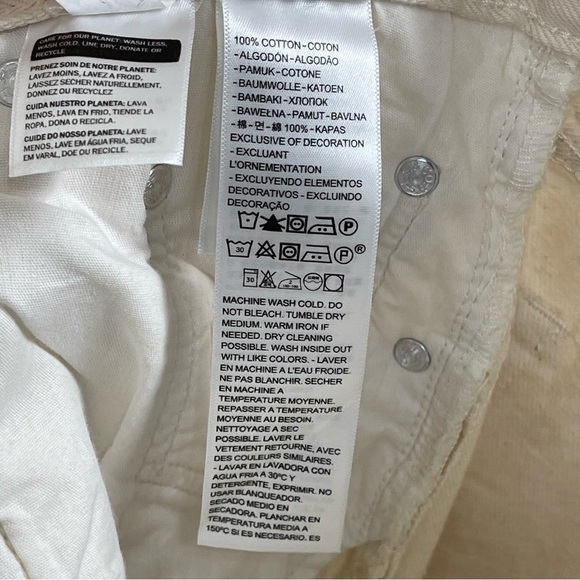 CARE FOR OUR PLANET: WASH LESS,
WASH COLD, LINE DRY, DONATE OR
RECYCLE
PRENEZ SOIN DE NOTRE PLANETE:
LAVEZ MOINS, LAVEZ A FROID,
LAISSEZ SECHER NATURELLEMENT,
DONNEZ OU RECYCLEZ
CUIDA NUESTRO PLANETA: LAVA
MENOS, LAVA EN FRIO, TIENDE LA
ROPA, DONA O RECICLA.
CUIDE DO NOSSO PLANETA: LAVE
MENOS, LAVE EM ÁGUA FRIA, SEQUE
EM VARAL, DOE OU RECICLE.
100% COTTON-COTON
-ALGODÓN-ALGODÃO
-PAMUK-COTONE
-BAUMWOLLE-KATOEN
-BAMBAKI-ХЛОПОК
-BAWEŁNA-PAMUT-BAVLNA
-棉-면-綿 100%-KAPAS
EXCLUSIVE OF DECORATION
- EXCLUANT
L'ORNEMENTATION
- EXCLUYENDO ELEMENTOS
DECORATIVOS - EXCLUINDO
DECORAÇÃO
P
30 P ®
30
MACHINE WASH COLD. DO
NOT BLEACH. TUMBLE DRY
MEDIUM. WARM IRON IF
NEEDED. DRY CLEANING
POSSIBLE. WASH INSIDE OUT
WITH LIKE COLORS. - LAVER
EN MACHINE A L'EAU FROIDE.
NE PAS BLANCHIR. SECHER
EN MACHINE A
TEMPERATURE MOYENNE.
REPASSER A TEMPERATURE
MOYENNE AU BESOIN.
NETTOYAGE A SEC
POSSIBLE. LAVER LE
VETEMENT RETOURNE, AVEC
DES COULEURS SIMILAIRES.
- LAVAR EN LAVADORA CON
AGUA FRIA A 30ºC Y
DETERGENTE, EXPRIMIR. NO
USAR BLANQUEADOR.
SECADO MEDIO EN
SECADORA. PLANCHAR EN
TEMPERATURA MEDIA A
150ºC SI ES NECESARIO. ES